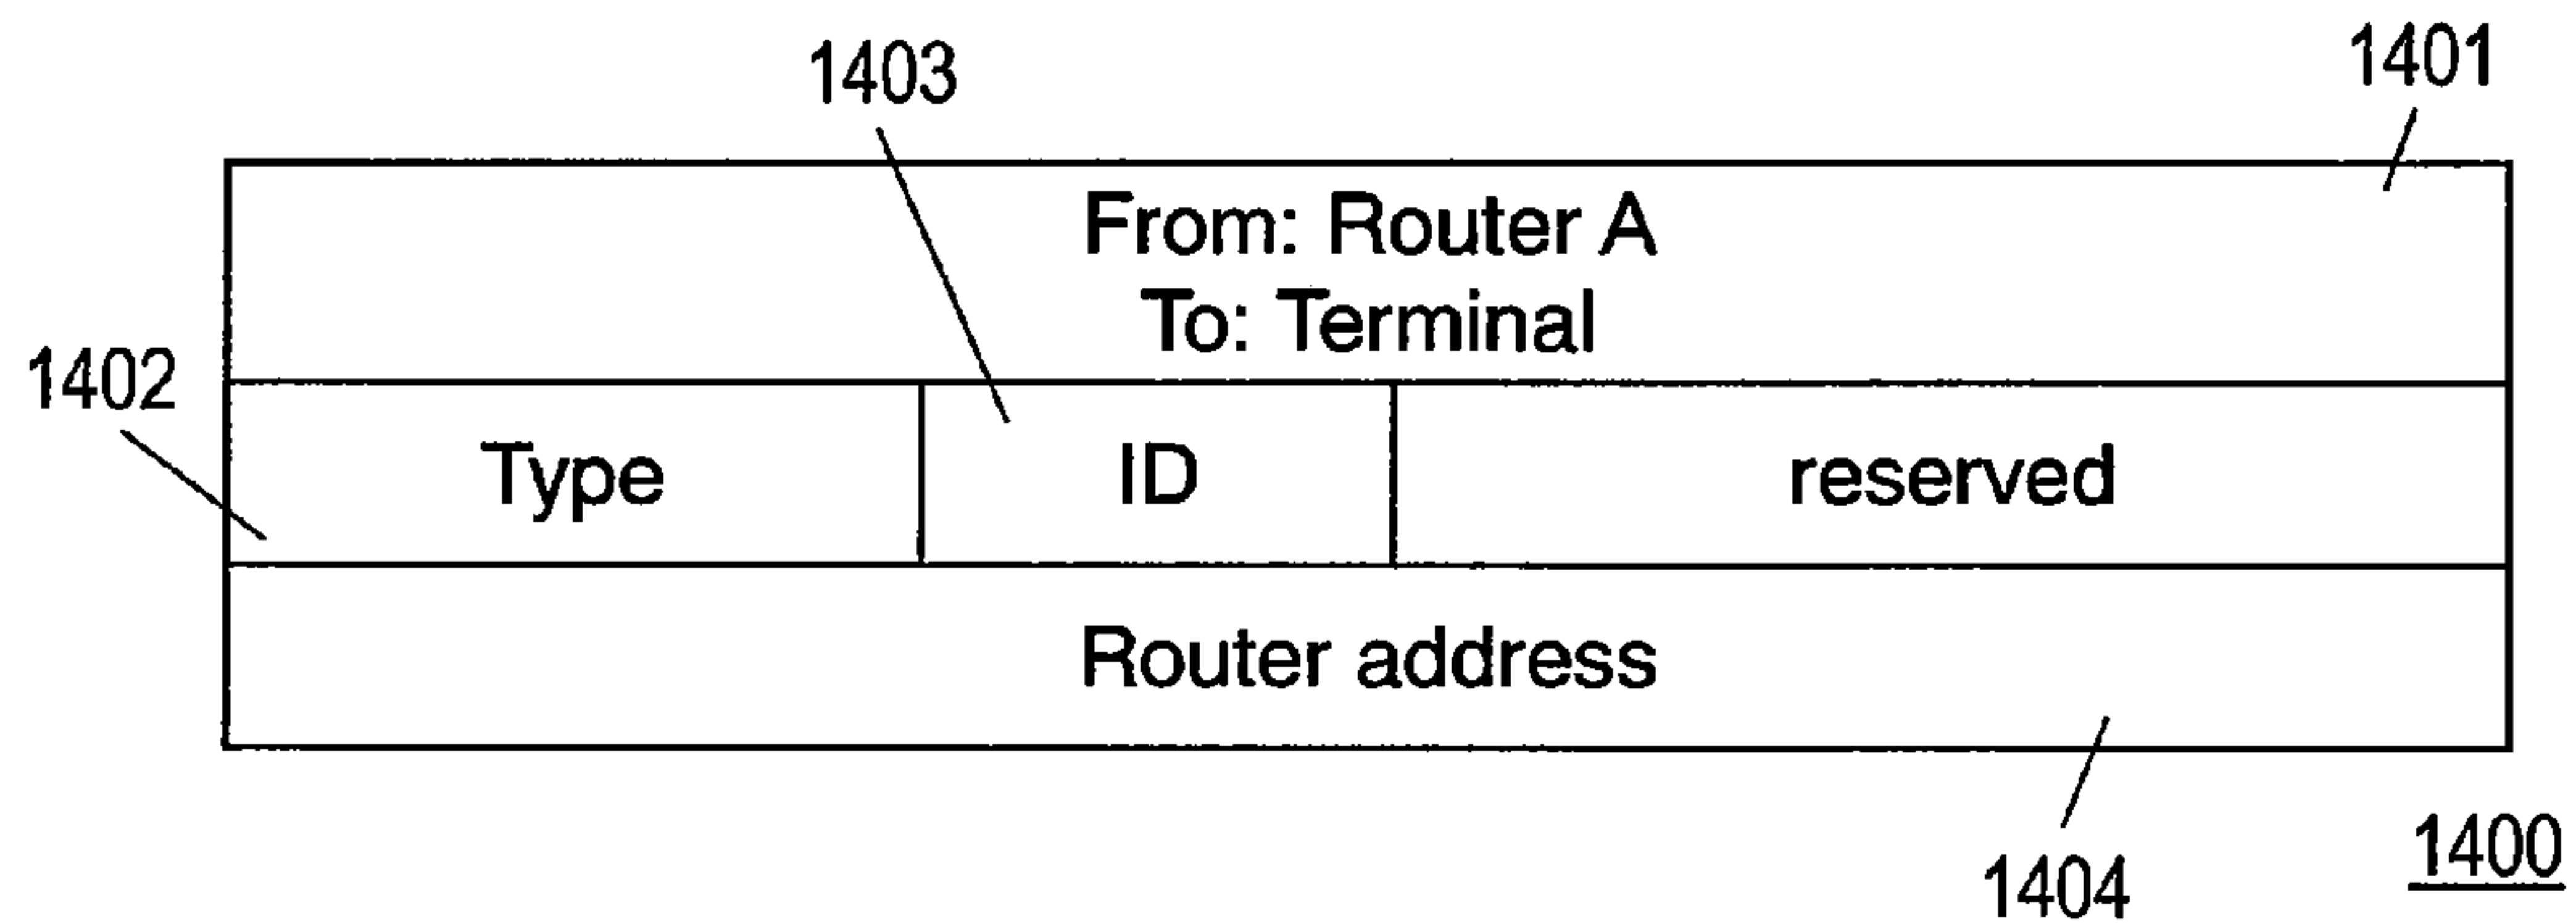 1403
1401
From: Router A
To: Terminal
1402
Type
ID
reserved
Router address
1404
1400